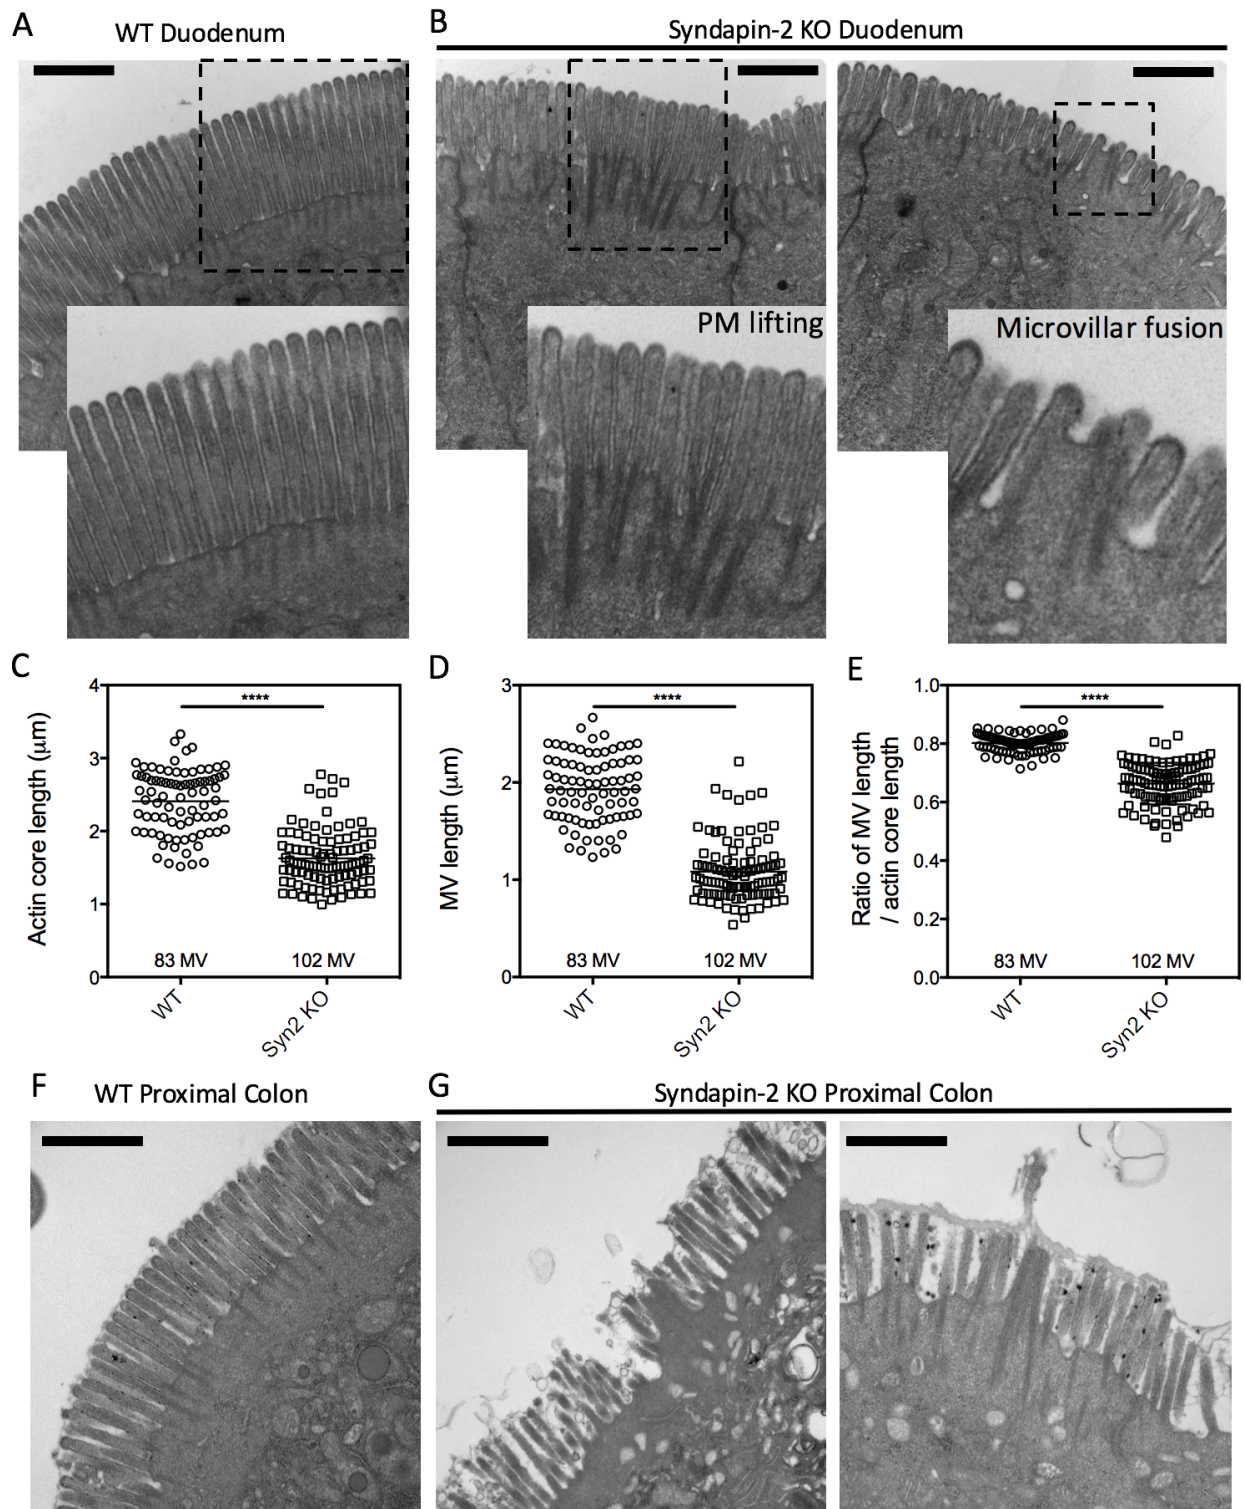 A
WT Duodenum
B
Syndapin-2 KO Duodenum
PM lifting
Microvillar fusion
C
Actin core length (μm)
4
3
2
1
0
****
83 MV
102 MV
WT
Syn2 KO
D
MV length (μm)
3
2
1
0
****
83 MV
102 MV
WT
Syn2 KO
E
Ratio of MV length
/ actin core length
1.0
0.8
0.6
0.4
0.2
0.0
****
83 MV
102 MV
WT
Syn2 KO
F
WT Proximal Colon
G
Syndapin-2 KO Proximal Colon